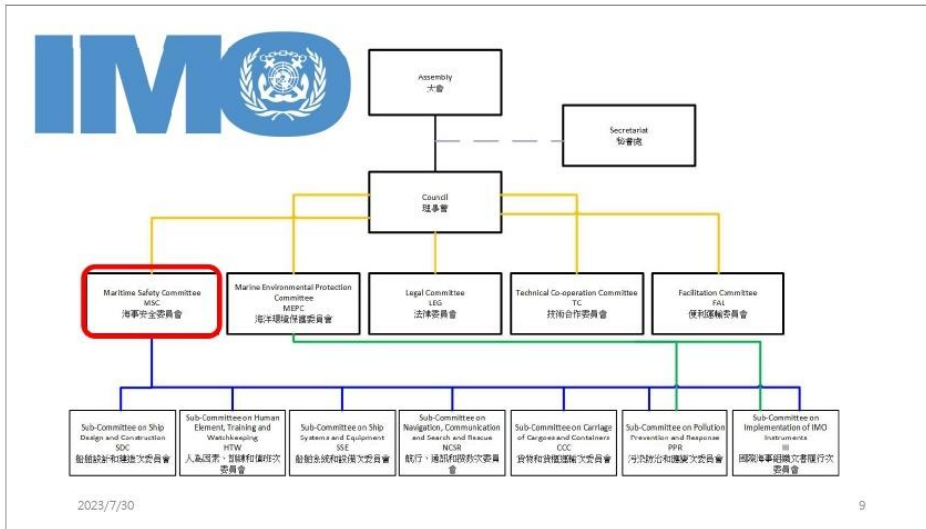 IMO
Assembly
大會
Secretariat
秘書處
Council
理事會
Maritime Safety Committee
MSC
海事安全委員會
Marine Environmental Protection
Committee
MEPC
海洋環境保護委員會
Legal Committee
LEG
法律委員會
Technical Co-operation Committee
TC
技術合作委員會
Facilitation Committee
FAL
便利運輸委員會
Sub-Committee on Ship
Design and Construction
SDC
船舶設計和建造次委員會
Sub-Committee on Human
Element, Training and
Watchkeeping
HTW
人為因素、訓練和值班次
委員會
Sub-Committee on Ship
Systems and Equipment
SSE
船舶系統和設備次委員會
Sub-Committee on
Navigation, Communication
and Search and Rescue
NCSR
航行、通訊和搜救次委員
會
Sub-Committee on Carriage
of Cargoes and Containers
CCC
貨物和貨櫃運輸次委員會
Sub-Committee on Pollution
Prevention and Response
PPR
污染防治和應變次委員會
Sub-Committee on
Implementation of IMO
Instruments
III
國際海事組織文書履行次
委員會
2023/7/30
9